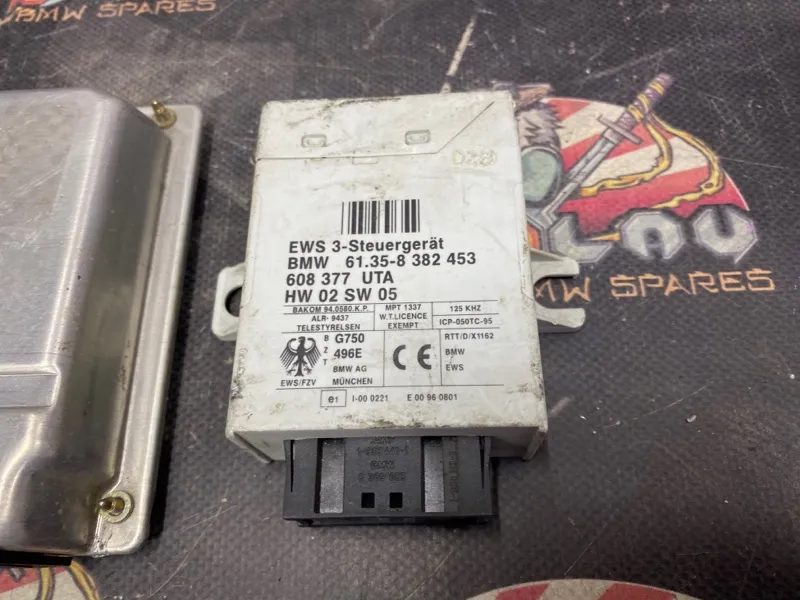 BMW SPARES
EWS 3-Steuergerät
BMW 61.35-8 382 453
608 377 UTA
HW 02 SW 05
BAKOM 94.0580.K.P.
ALR- 9437
TELESTYRELSEN
MPT 1337
W.T.LICENCE
EXEMPT
125 KHZ
ICP-050TC-95
B
Z
T
G750
496E
BMW AG
EWS/FZV MÜNCHEN
CE
RTT/D/X1162
BMW
EWS
e1 I-00 0221 E 00 96 0801
BMW SPARES